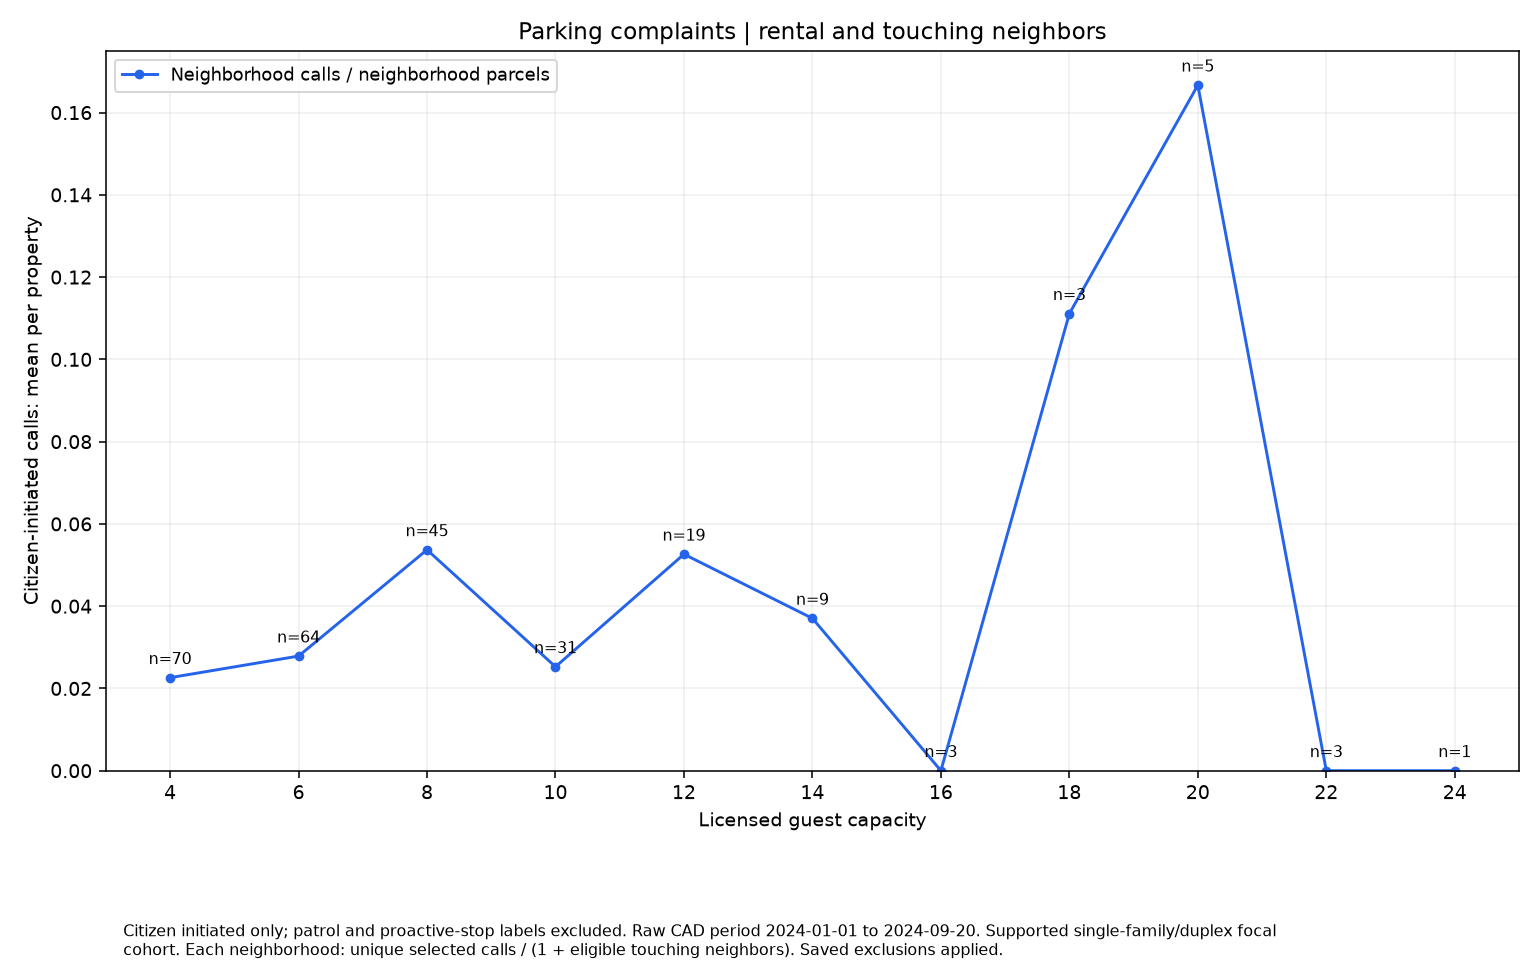 Parking complaints | rental and touching neighbors
Neighborhood calls / neighborhood parcels
Citizen-initiated calls: mean per property
0.16
0.14
0.12
0.10
0.08
0.06
0.04
0.02
0.00
n=70
n=64
n=45
n=31
n=19
n=9
n=3
n=3
n=5
n=3
n=1
4 6 8 10 12 14 16 18 20 22 24
Licensed guest capacity
Citizen initiated only; patrol and proactive-stop labels excluded. Raw CAD period 2024-01-01 to 2024-09-20. Supported single-family/duplex focal
cohort. Each neighborhood: unique selected calls / (1 + eligible touching neighbors). Saved exclusions applied.